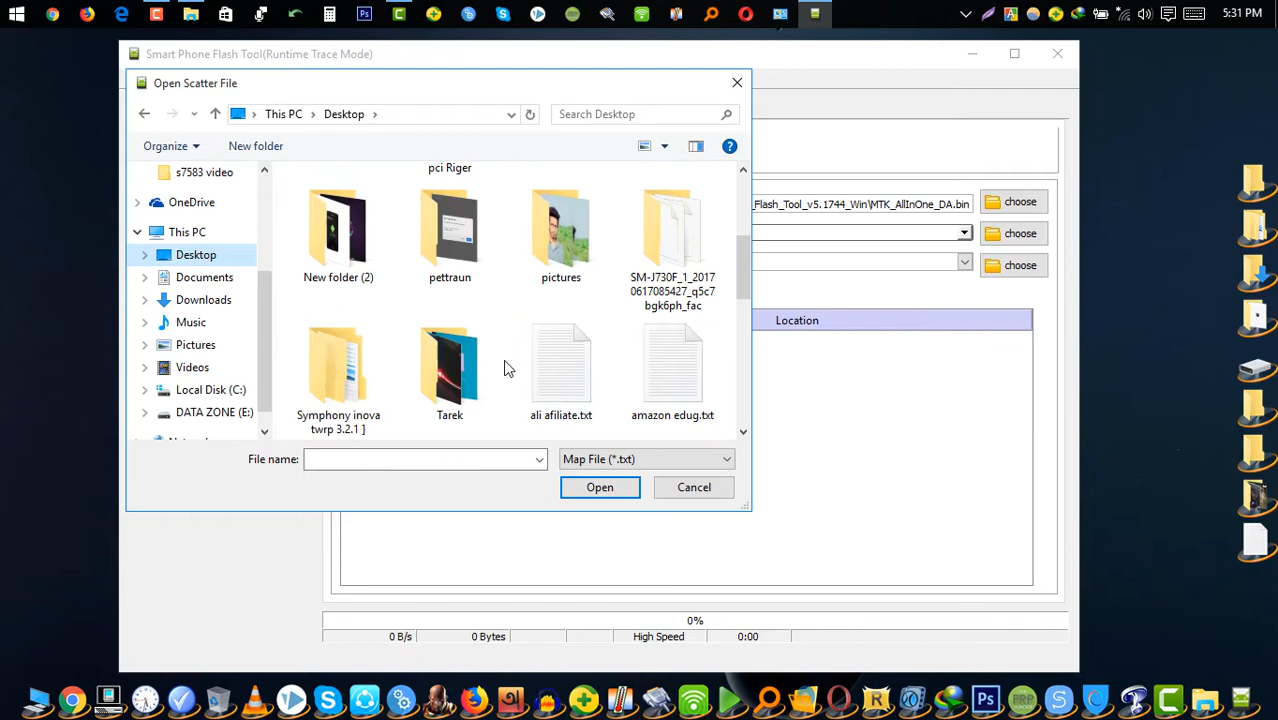 5:31 PM
Smart Phone Flash Tool(Runtime Trace Mode)
Open Scatter File
This PC
Desktop
Search Desktop
Organize
New folder
s7583 video
OneDrive
This PC
Desktop
Documents
Downloads
Music
Pictures
Videos
Local Disk (C:)
DATA ZONE (E:)
pci Riger
New folder (2)
pettraun
pictures
SM-J730F_1_2017
0617085427_q5c7
bgk6ph_fac
Symphony inova
twrp 3.2.1 ]
Tarek
ali afiliate.txt
amazon edug.txt
File name:
Map File (*.txt)
Open
Cancel
_Flash_Tool_v5.1744_Win\MTK_AllInOne_DA.bin
choose
choose
choose
Location
0%
0 B/s
0 Bytes
High Speed
0:00